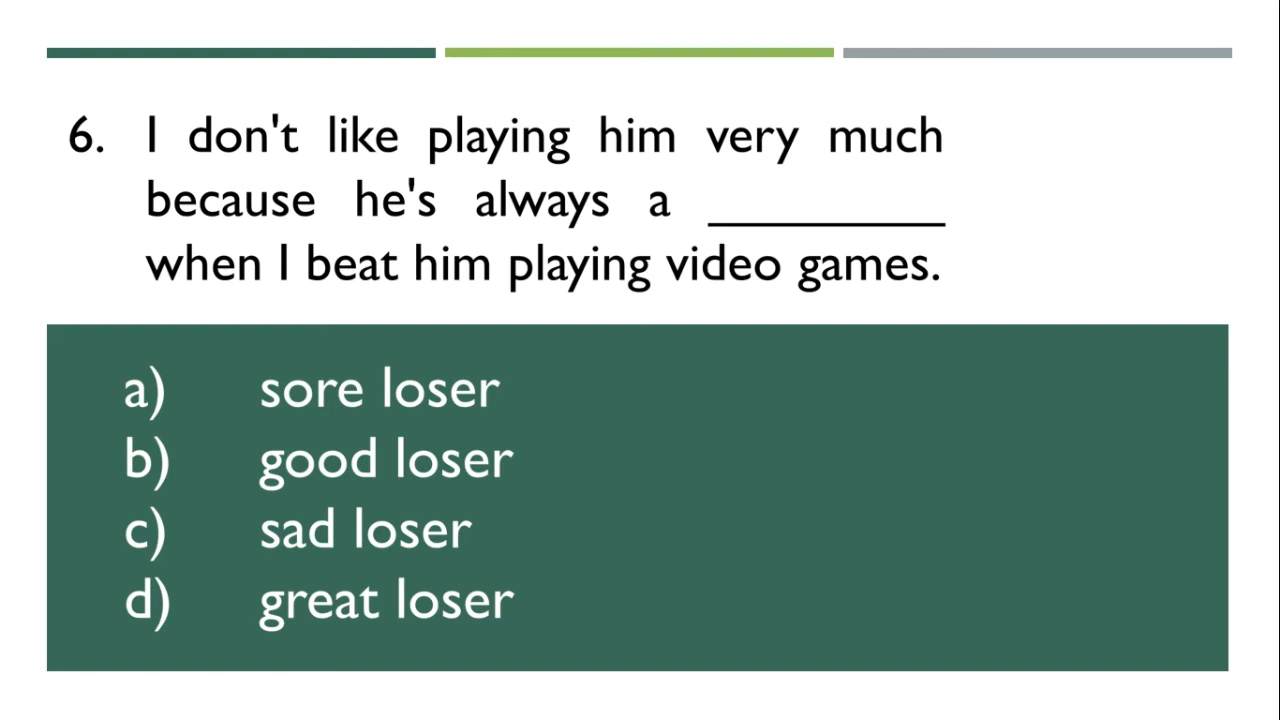 6. I don't like playing him very much
because he's always a _________
when I beat him playing video games.
a) sore loser
b) good loser
c) sad loser
d) great loser